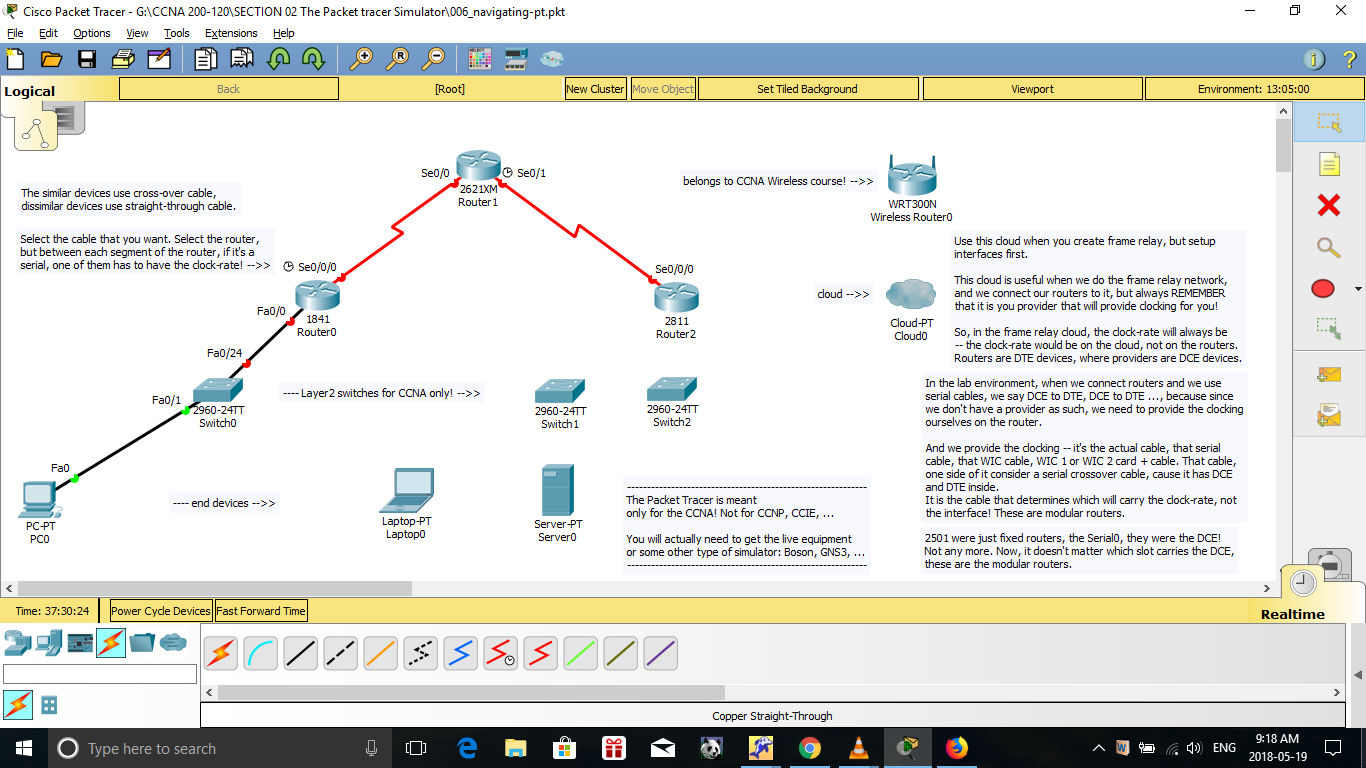 Cisco Packet Tracer - G:\CCNA 200-120\SECTION 02 The Packet tracer Simulator\006_navigating-pt.pkt
File Edit Options View Tools Extensions Help
Logical
Back
[Root]
New Cluster
Move Object
Set Tiled Background
Viewport
Environment: 13:05:00
The similar devices use cross-over cable,
dissimilar devices use straight-through cable.
Select the cable that you want. Select the router,
but between each segment of the router, if it's a
serial, one of them has to have the clock-rate! -->>
Se0/0
Se0/1
2621XM
Router1
Se0/0/0
Fa0/0
1841
Router0
Se0/0/0
2811
Router2
Fa0/24
Fa0/1
2960-24TT
Switch0
---- Layer2 switches for CCNA only! -->>
2960-24TT
Switch1
2960-24TT
Switch2
Fa0
PC-PT
PC0
---- end devices -->>
Laptop-PT
Laptop0
Server-PT
Server0
belongs to CCNA Wireless course! -->>
WRT300N
Wireless Router0
cloud -->>
Cloud-PT
Cloud0
Use this cloud when you create frame relay, but setup
interfaces first.
This cloud is useful when we do the frame relay network,
and we connect our routers to it, but always REMEMBER
that it is you provider that will provide clocking for you!
So, in the frame relay cloud, the clock-rate will always be
-- the clock-rate would be on the cloud, not on the routers.
Routers are DTE devices, where providers are DCE devices.
In the lab environment, when we connect routers and we use
serial cables, we say DCE to DTE, DCE to DTE ..., because since
we don't have a provider as such, we need to provide the clocking
ourselves on the router.
And we provide the clocking -- it's the actual cable, that serial
cable, that WIC cable, WIC 1 or WIC 2 card + cable. That cable,
one side of it consider a serial crossover cable, cause it has DCE
and DTE inside.
It is the cable that determines which will carry the clock-rate, not
the interface! These are modular routers.
2501 were just fixed routers, the Serial0, they were the DCE!
Not any more. Now, it doesn't matter which slot carries the DCE,
these are the modular routers.
------------------------------------------------
The Packet Tracer is meant
only for the CCNA! Not for CCNP, CCIE, ...
You will actually need to get the live equipment
or some other type of simulator: Boson, GNS3, ...
------------------------------------------------
Time: 37:30:24
Power Cycle Devices
Fast Forward Time
Realtime
Copper Straight-Through
Type here to search
ENG
9:18 AM
2018-05-19